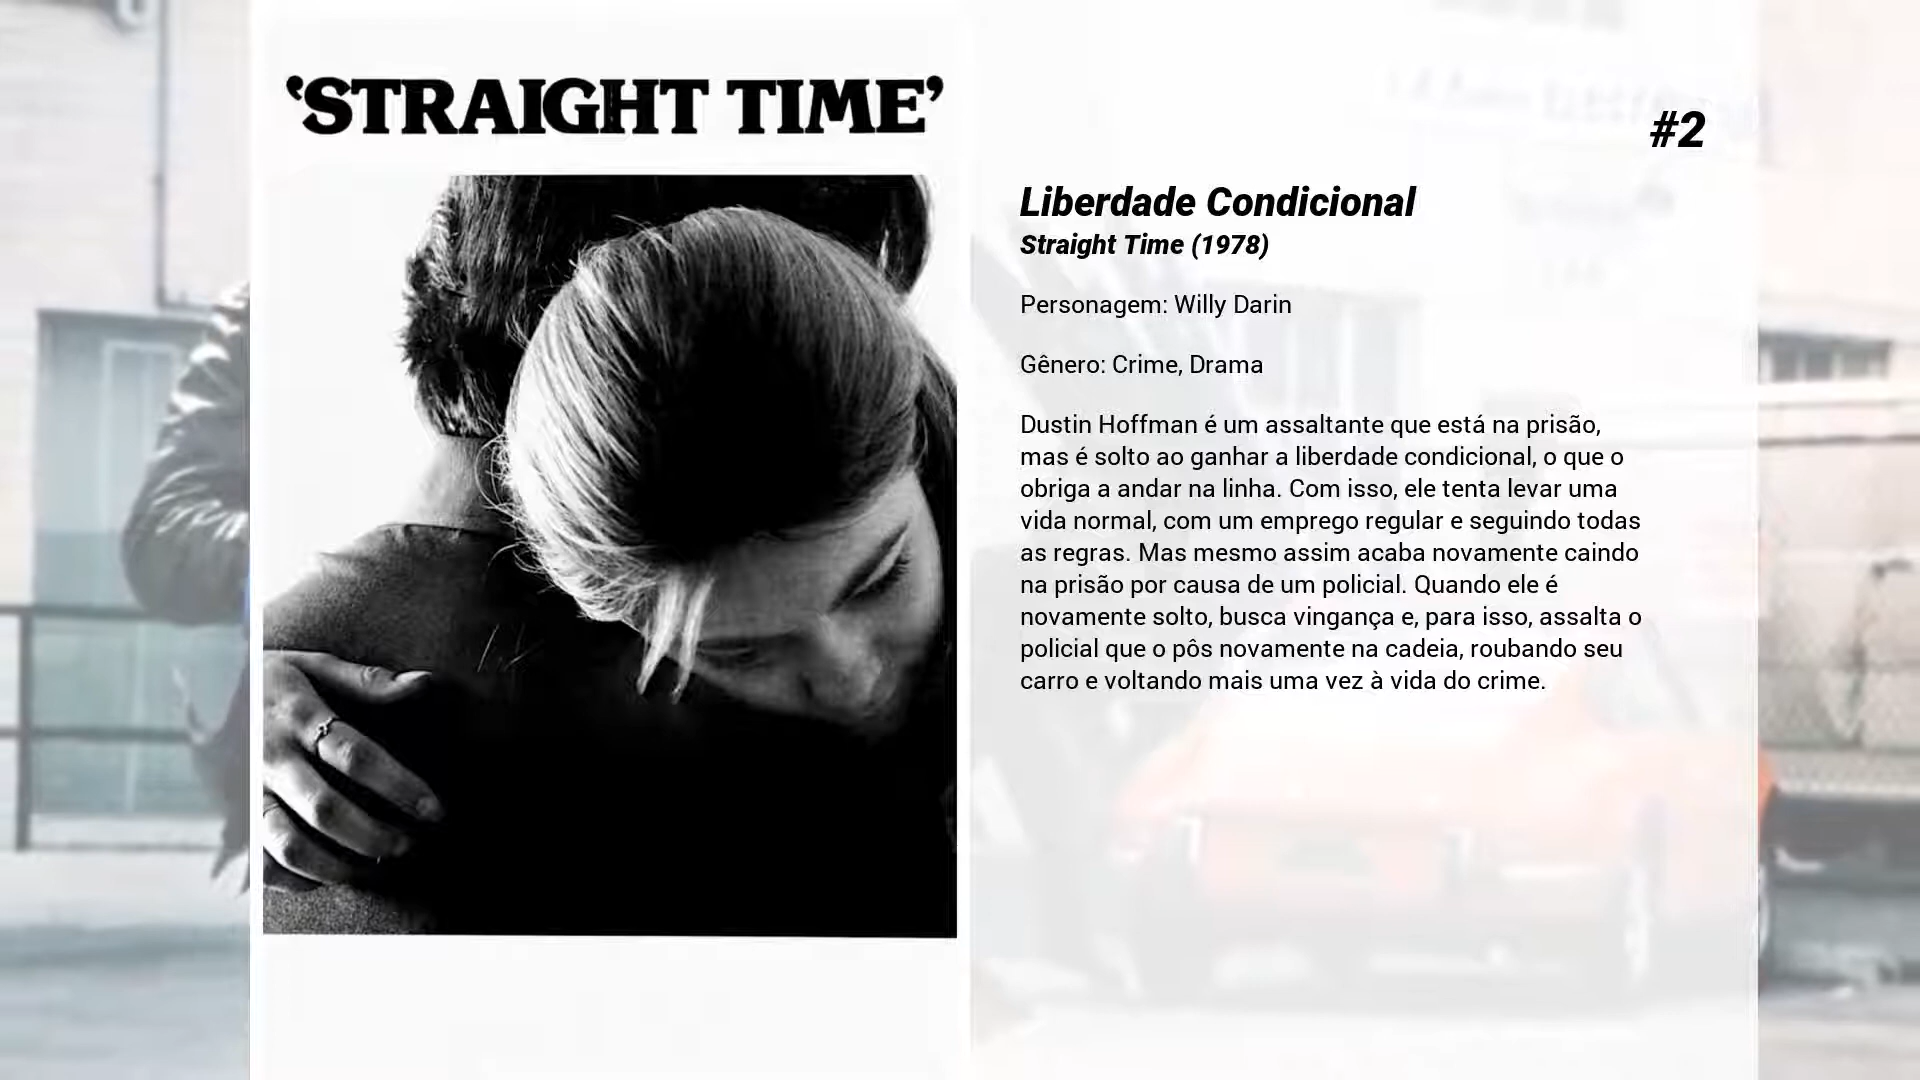 ‘STRAIGHT TIME’
#2
Liberdade Condicional
Straight Time (1978)
Personagem: Willy Darin
Gênero: Crime, Drama
Dustin Hoffman é um assaltante que está na prisão,
mas é solto ao ganhar a liberdade condicional, o que o
obriga a andar na linha. Com isso, ele tenta levar uma
vida normal, com um emprego regular e seguindo todas
as regras. Mas mesmo assim acaba novamente caindo
na prisão por causa de um policial. Quando ele é
novamente solto, busca vingança e, para isso, assalta o
policial que o pôs novamente na cadeia, roubando seu
carro e voltando mais uma vez à vida do crime.